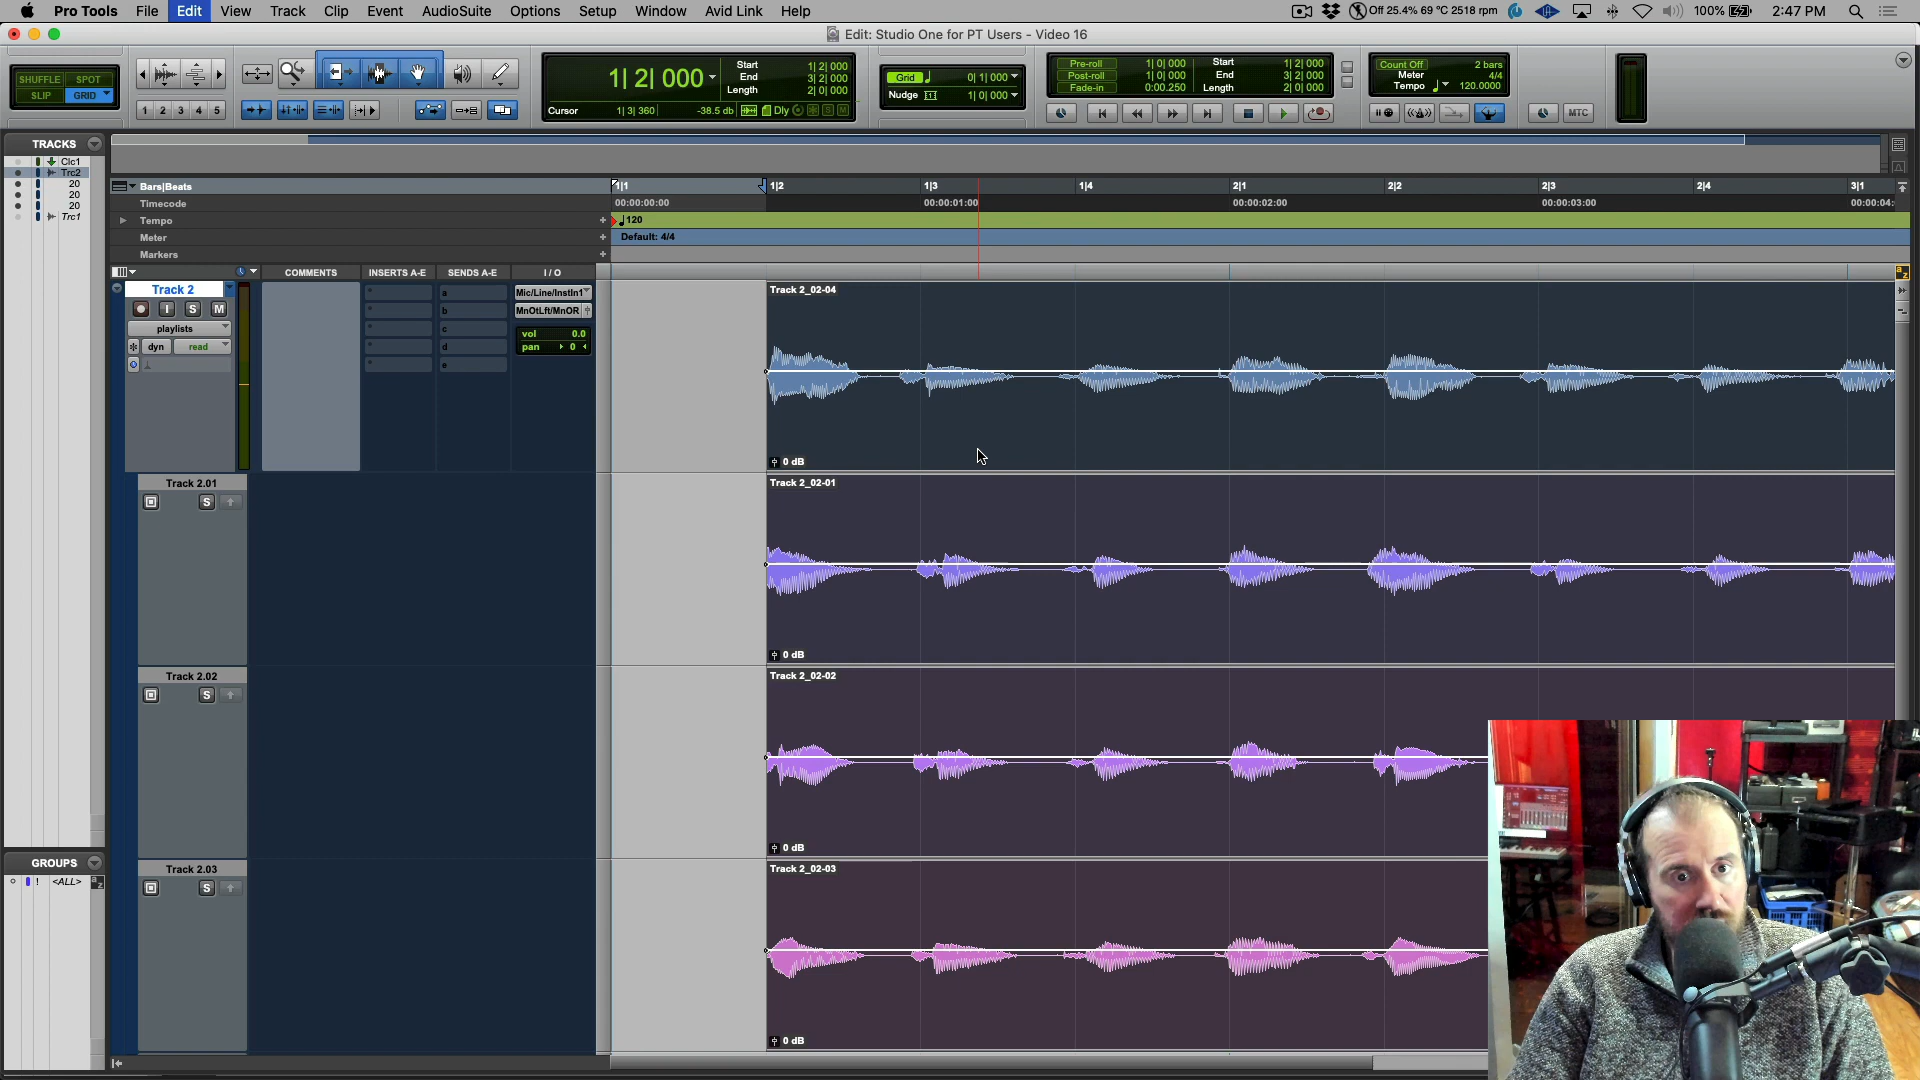 Pro Tools File Edit View Track Clip Event AudioSuite Options Setup Window Avid Link Help Off 25.4% 69 °C 2518 rpm 100% 2:47 PM
Edit: Studio One for PT Users - Video 16
SHUFFLE SPOT
SLIP GRID
1 2 3 4 5
1| 2| 000
Start 1| 2| 000
End 3| 2| 000
Length 2| 0| 000
Cursor 1| 3| 360 -38.5 db Dly
Grid 0| 1| 000
Nudge 1| 0| 000
Pre-roll 1| 0| 000
Post-roll 1| 0| 000
Fade-in 0:00.250
Start 1| 2| 000
End 3| 2| 000
Length 2| 0| 000
Count Off 2 bars
Meter 4/4
Tempo 120.0000
MTC
TRACKS
Clc1
Trc2
20
20
20
Trc1
GROUPS
! <ALL>
Bars|Beats 1|1 1|2 1|3 1|4 2|1 2|2 2|3 2|4 3|1
Timecode 00:00:00:00 00:00:01:00 00:00:02:00 00:00:03:00 00:00:04:
Tempo 120
Meter Default: 4/4
Markers
COMMENTS INSERTS A-E SENDS A-E I / O
Track 2
I S M
playlists
dyn read
a
b
c
d
e
Mic/Line/InstIn1
MnOtLft/MnOR
vol 0.0
pan 0
Track 2_02-04
0 dB
Track 2.01
S
Track 2_02-01
0 dB
Track 2.02
S
Track 2_02-02
0 dB
Track 2.03
S
Track 2_02-03
0 dB